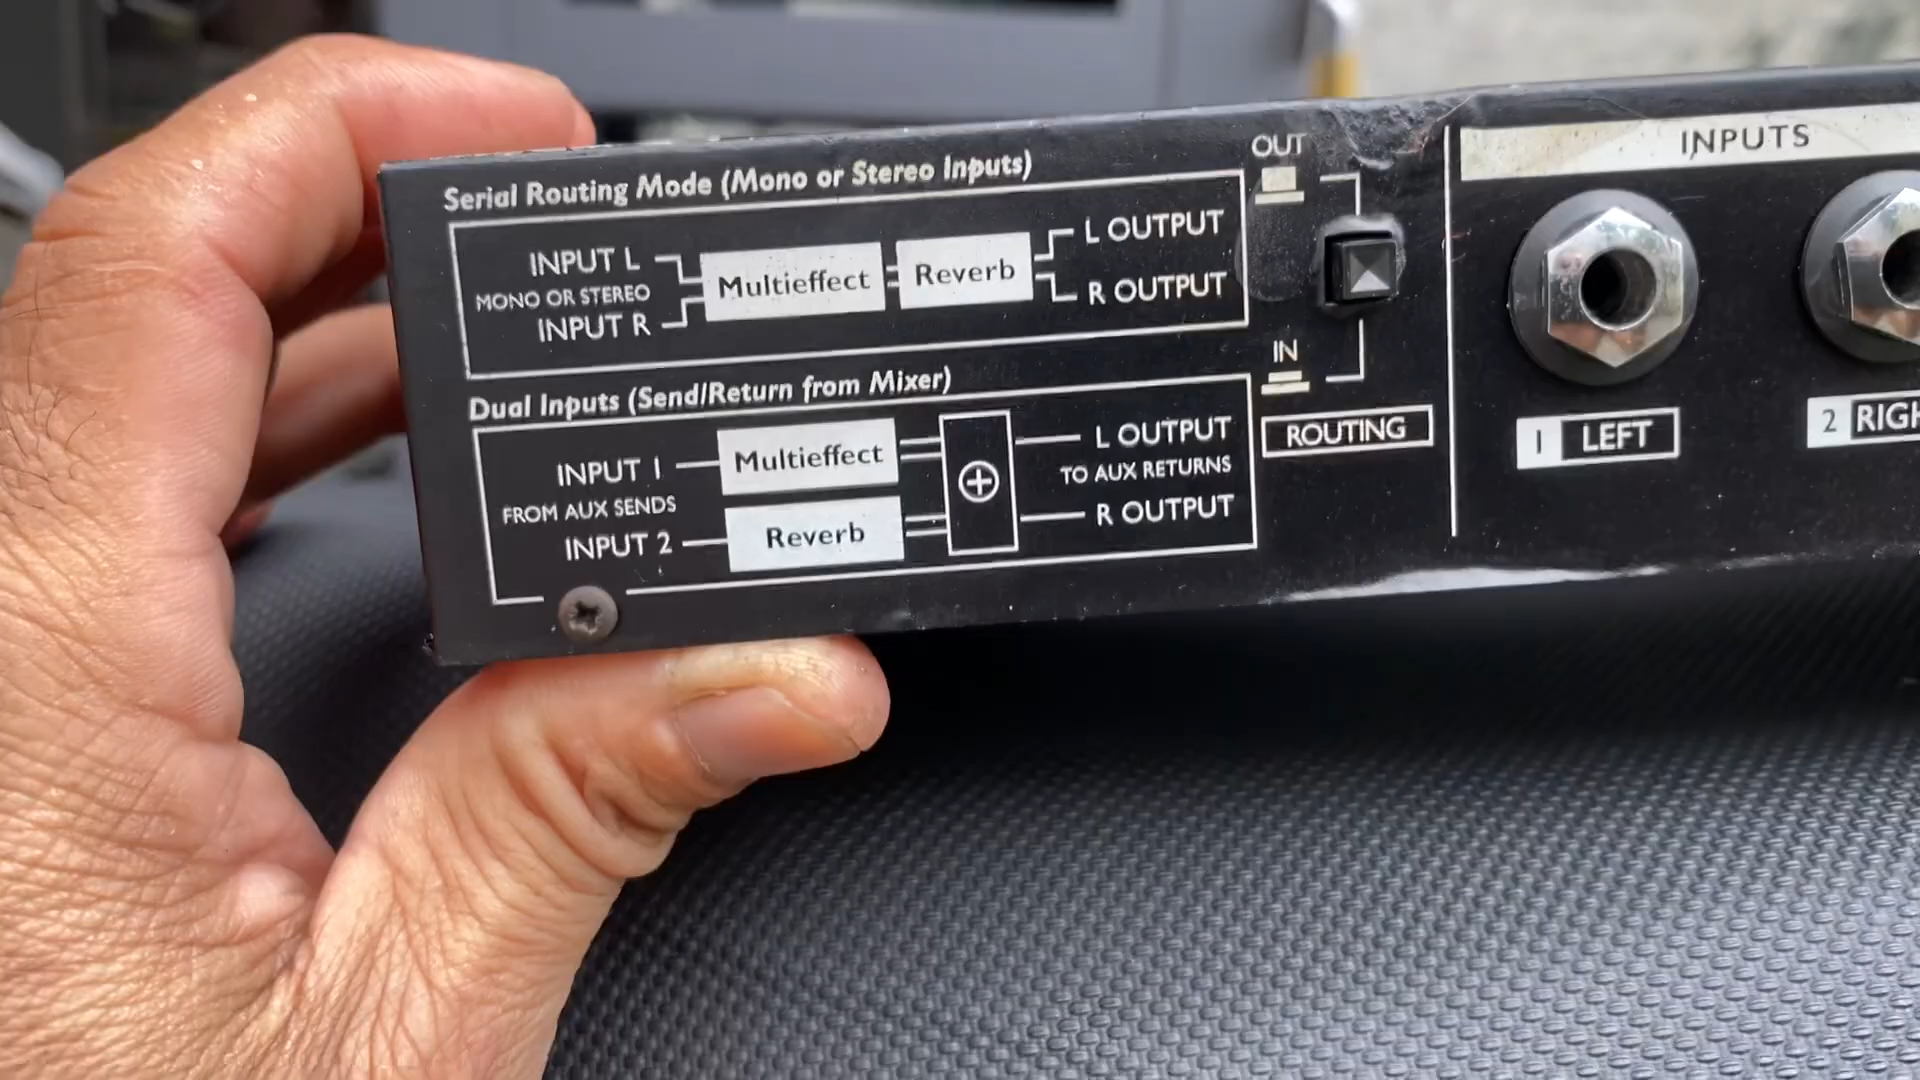 Serial Routing Mode (Mono or Stereo Inputs)
INPUT L
MONO OR STEREO
INPUT R
Multieffect
Reverb
L OUTPUT
R OUTPUT
Dual Inputs (Send/Return from Mixer)
INPUT 1
FROM AUX SENDS
INPUT 2
Multieffect
Reverb
L OUTPUT
TO AUX RETURNS
R OUTPUT
OUT
IN
ROUTING
INPUTS
1 LEFT
2